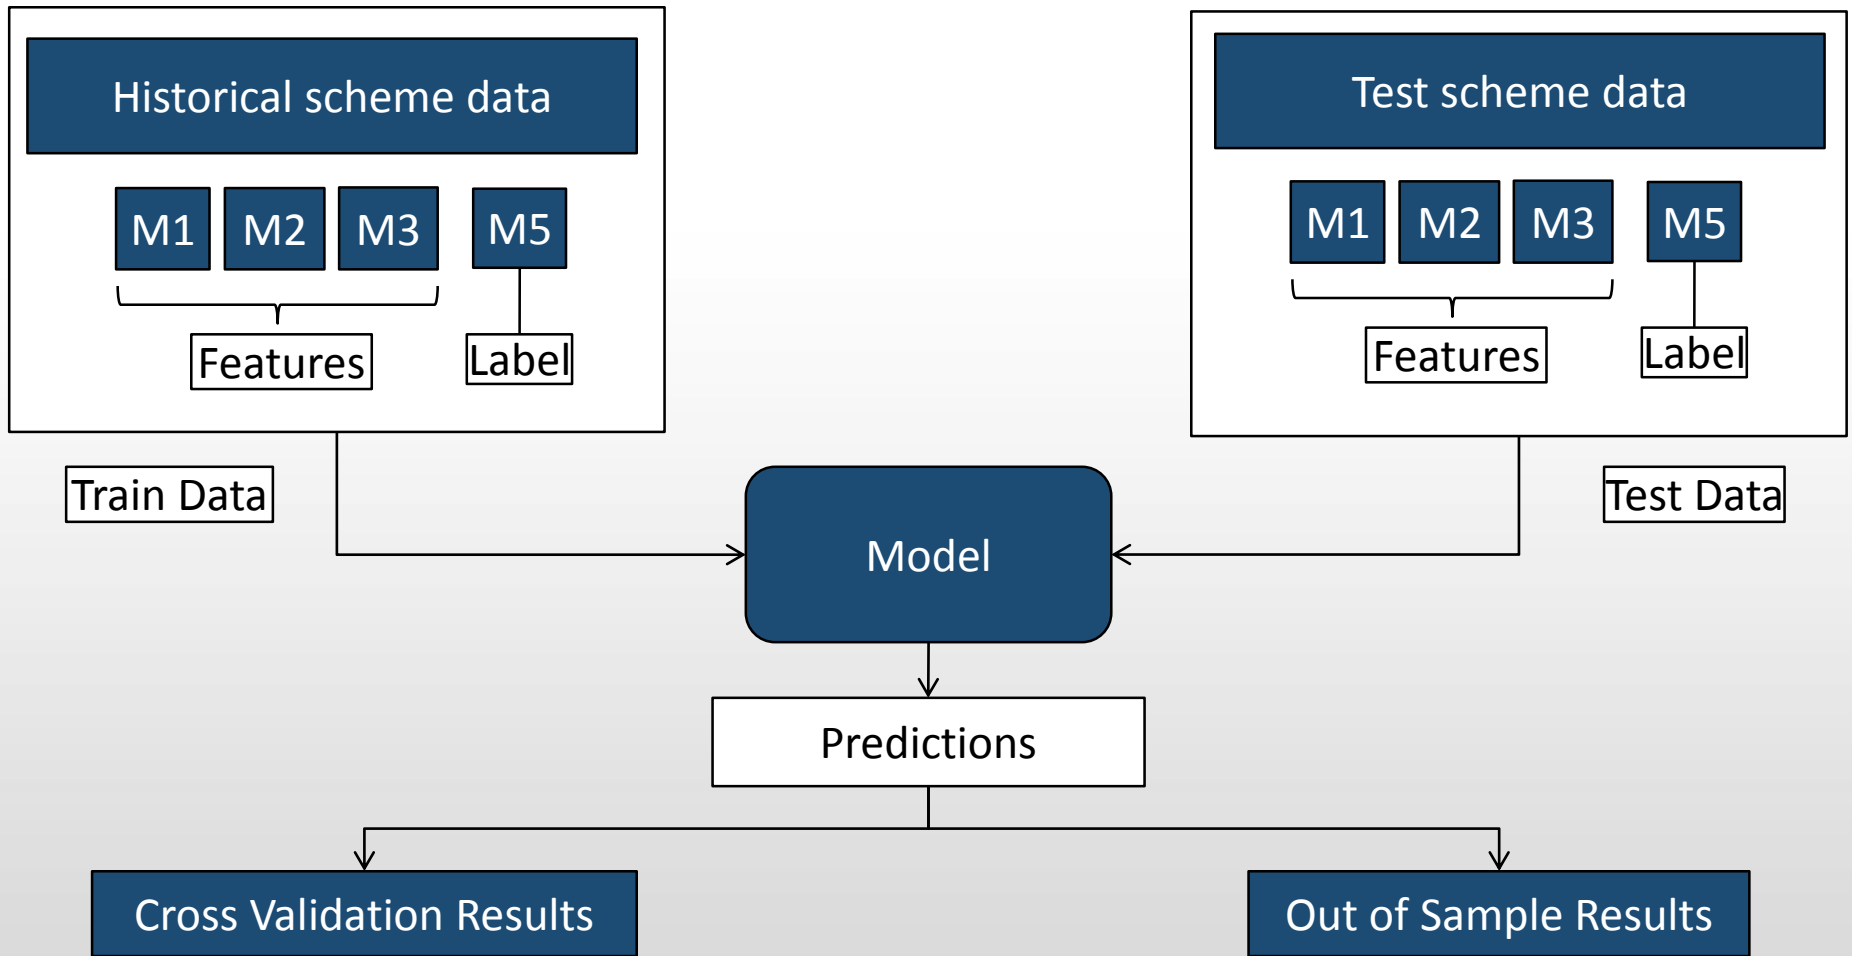 Historical scheme data
M1 M2 M3 M5
Features Label
Train Data
Test scheme data
M1 M2 M3 M5
Features Label
Test Data
Model
Predictions
Cross Validation Results
Out of Sample Results